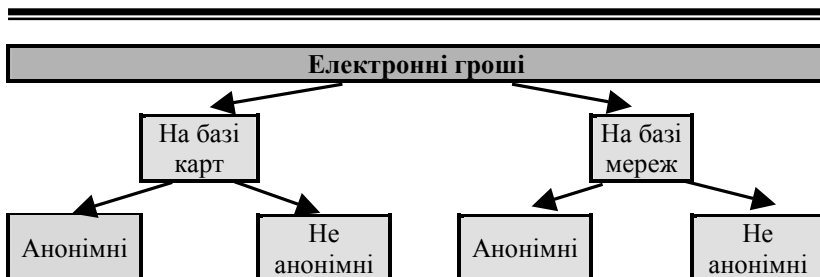 Електронні гроші
На базі
карт
На базі
мереж
Анонімні
Не
анонімні
Анонімні
Не
анонімні